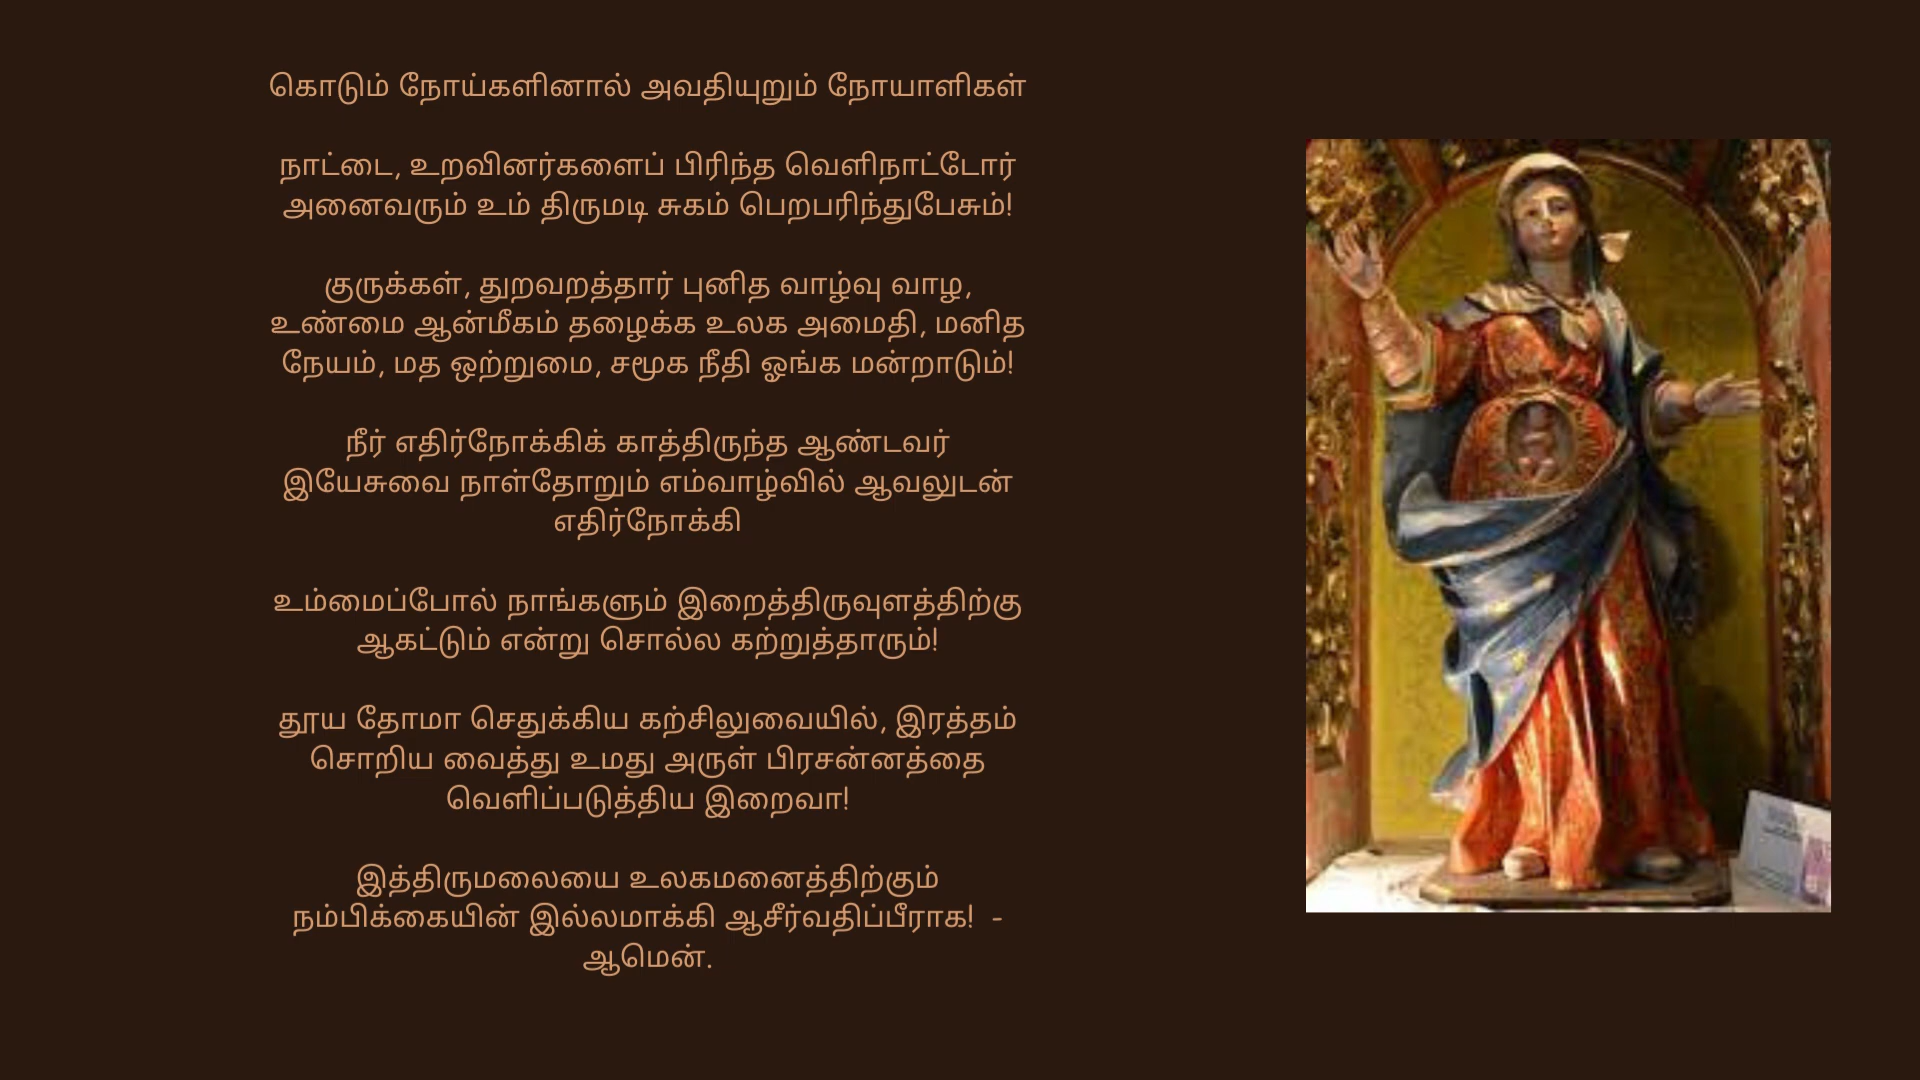 கொடும் நோய்களினால் அவதியுறும் நோயாளிகள்
நாட்டை, உறவினர்களைப் பிரிந்த வெளிநாட்டோர்
அனைவரும் உம் திருமடி சுகம் பெறபரிந்துபேசும்!
குருக்கள், துறவறத்தார் புனித வாழ்வு வாழ,
உண்மை ஆன்மீகம் தழைக்க உலக அமைதி, மனித
நேயம், மத ஒற்றுமை, சமூக நீதி ஓங்க மன்றாடும்!
நீர் எதிர்நோக்கிக் காத்திருந்த ஆண்டவர்
இயேசுவை நாள்தோறும் எம்வாழ்வில் ஆவலுடன்
எதிர்நோக்கி
உம்மைப்போல் நாங்களும் இறைத்திருவுளத்திற்கு
ஆகட்டும் என்று சொல்ல கற்றுத்தாரும்!
தூய தோமா செதுக்கிய கற்சிலுவையில், இரத்தம்
சொறிய வைத்து உமது அருள் பிரசன்னத்தை
வெளிப்படுத்திய இறைவா!
இத்திருமலையை உலகமனைத்திற்கும்
நம்பிக்கையின் இல்லமாக்கி ஆசீர்வதிப்பீராக! -
ஆமென்.